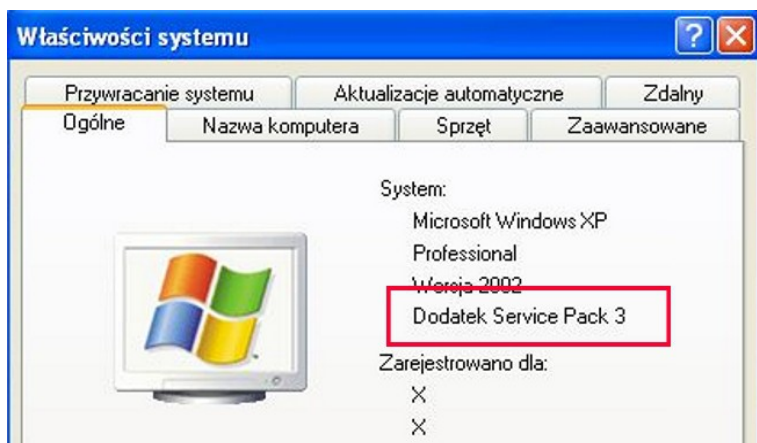 Właściwości systemu
Przywracanie systemu Aktualizacje automatyczne Zdalny
Ogólne Nazwa komputera Sprzęt Zaawansowane
System:
Microsoft Windows XP
Professional
Wersja 2002
Dodatek Service Pack 3
Zarejestrowano dla:
X
X